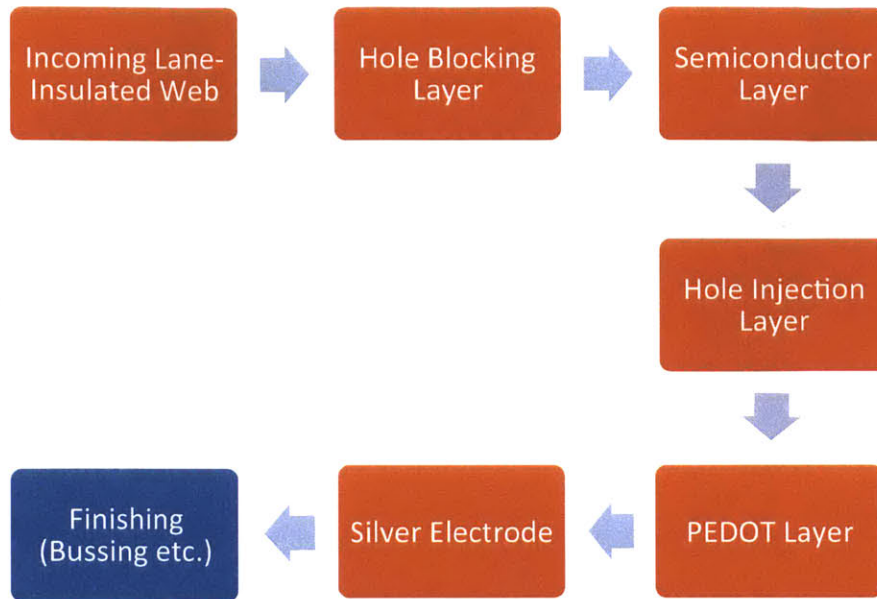 Incoming Lane-
Insulated Web
Hole Blocking
Layer
Semiconductor
Layer
Hole Injection
Layer
PEDOT Layer
Silver Electrode
Finishing
(Bussing etc.)